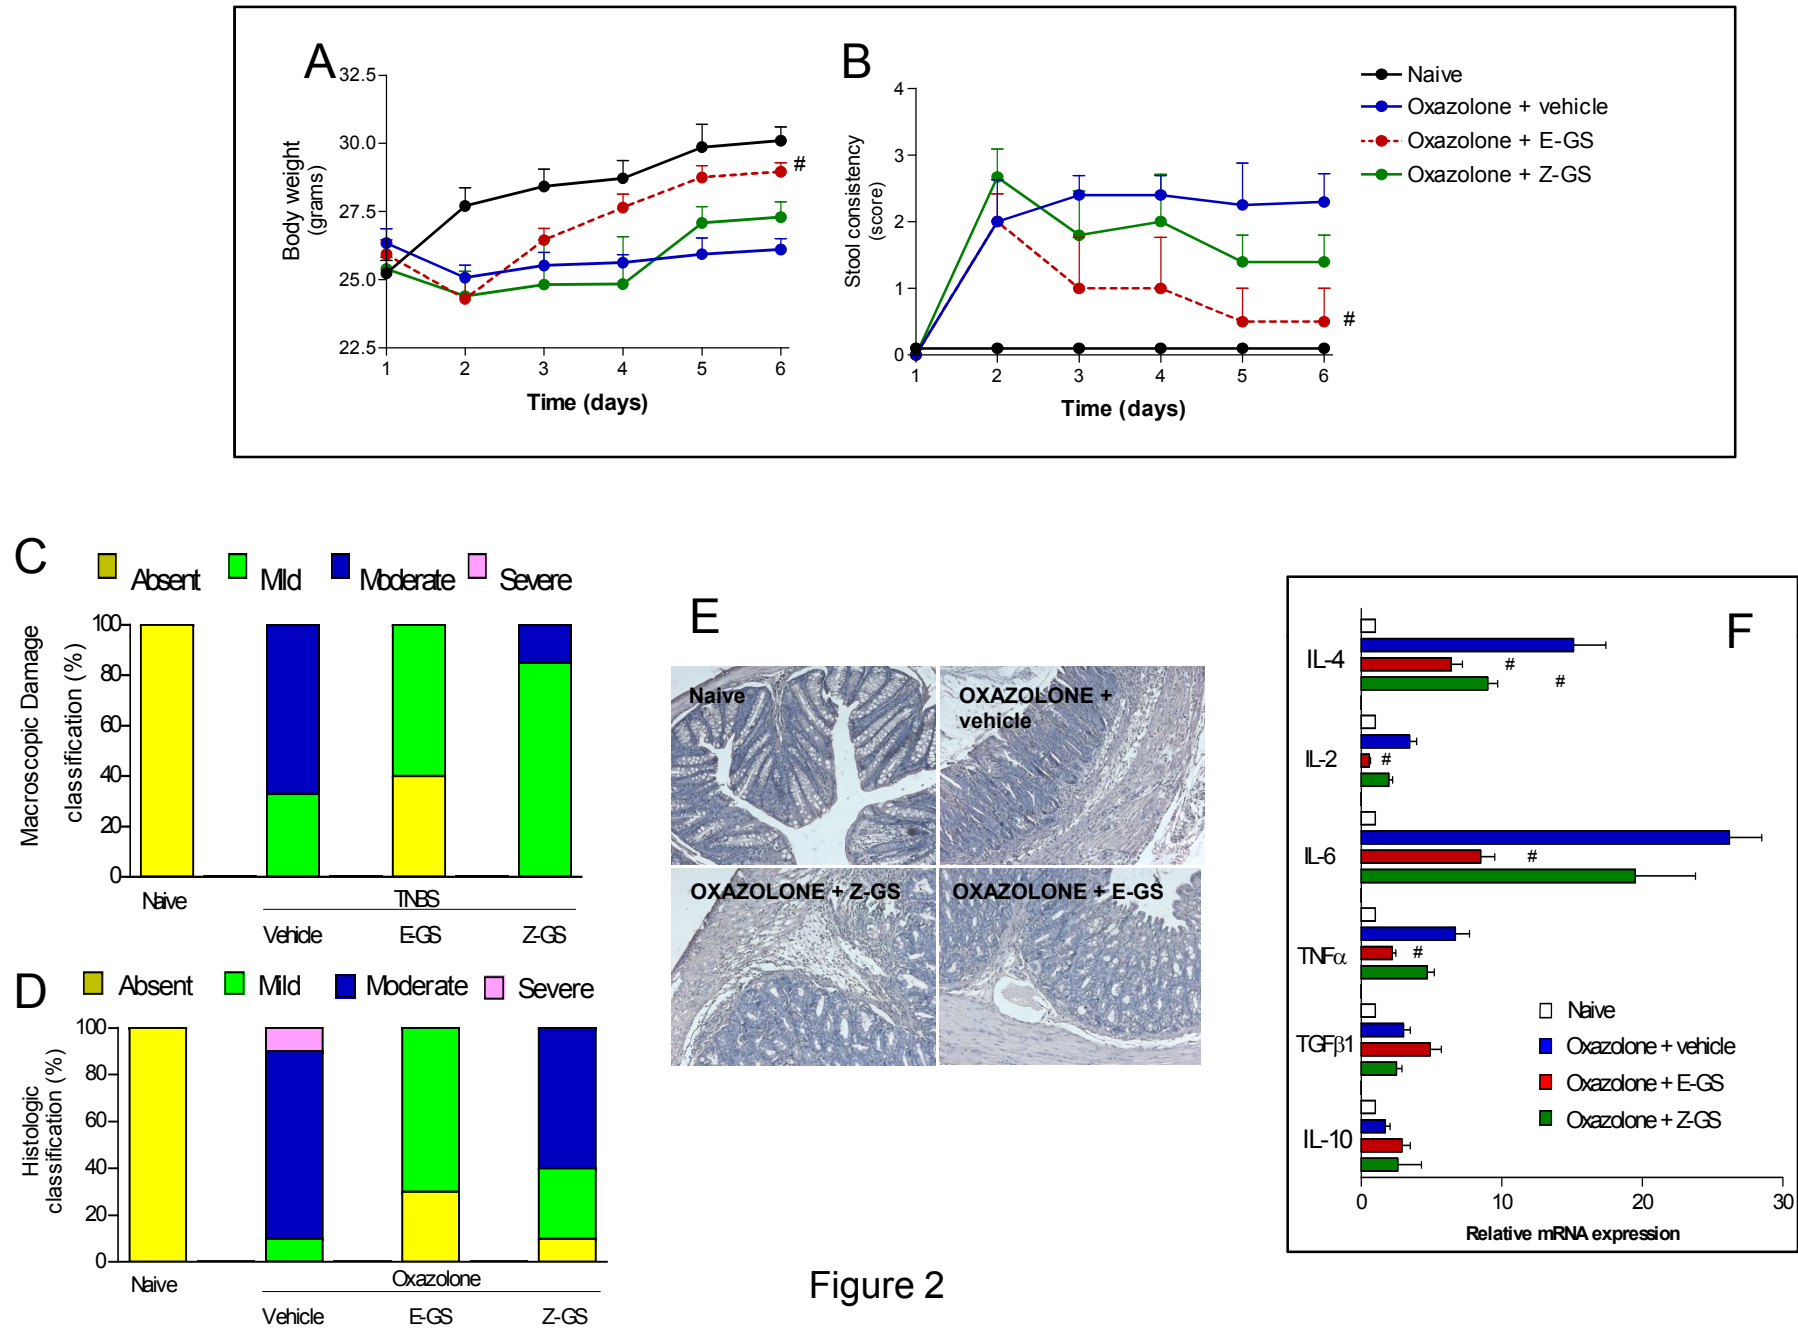 A
32.5
30.0
27.5
25.0
22.5
Body weight
(grams)
1 2 3 4 5 6
Time (days)
#
B
4
3
2
1
0
Stool consistency
(score)
1 2 3 4 5 6
Time (days)
#
Naive
Oxazolone + vehicle
Oxazolone + E-GS
Oxazolone + Z-GS
C
Absent Mild Moderate Severe
Macroscopic Damage
classification (%)
100
80
60
40
20
0
Naive
TNBS
Vehicle E-GS Z-GS
D
Absent Mild Moderate Severe
Histologic
classification (%)
100
80
60
40
20
0
Naive
Oxazolone
Vehicle E-GS Z-GS
E
Naive
OXAZOLONE +
vehicle
OXAZOLONE + Z-GS
OXAZOLONE + E-GS
F
IL-4
#
#
IL-2
#
IL-6
#
TNFα
#
TGFβ1
IL-10
Naive
Oxazolone + vehicle
Oxazolone + E-GS
Oxazolone + Z-GS
0 10 20 30
Relative mRNA expression
Figure 2